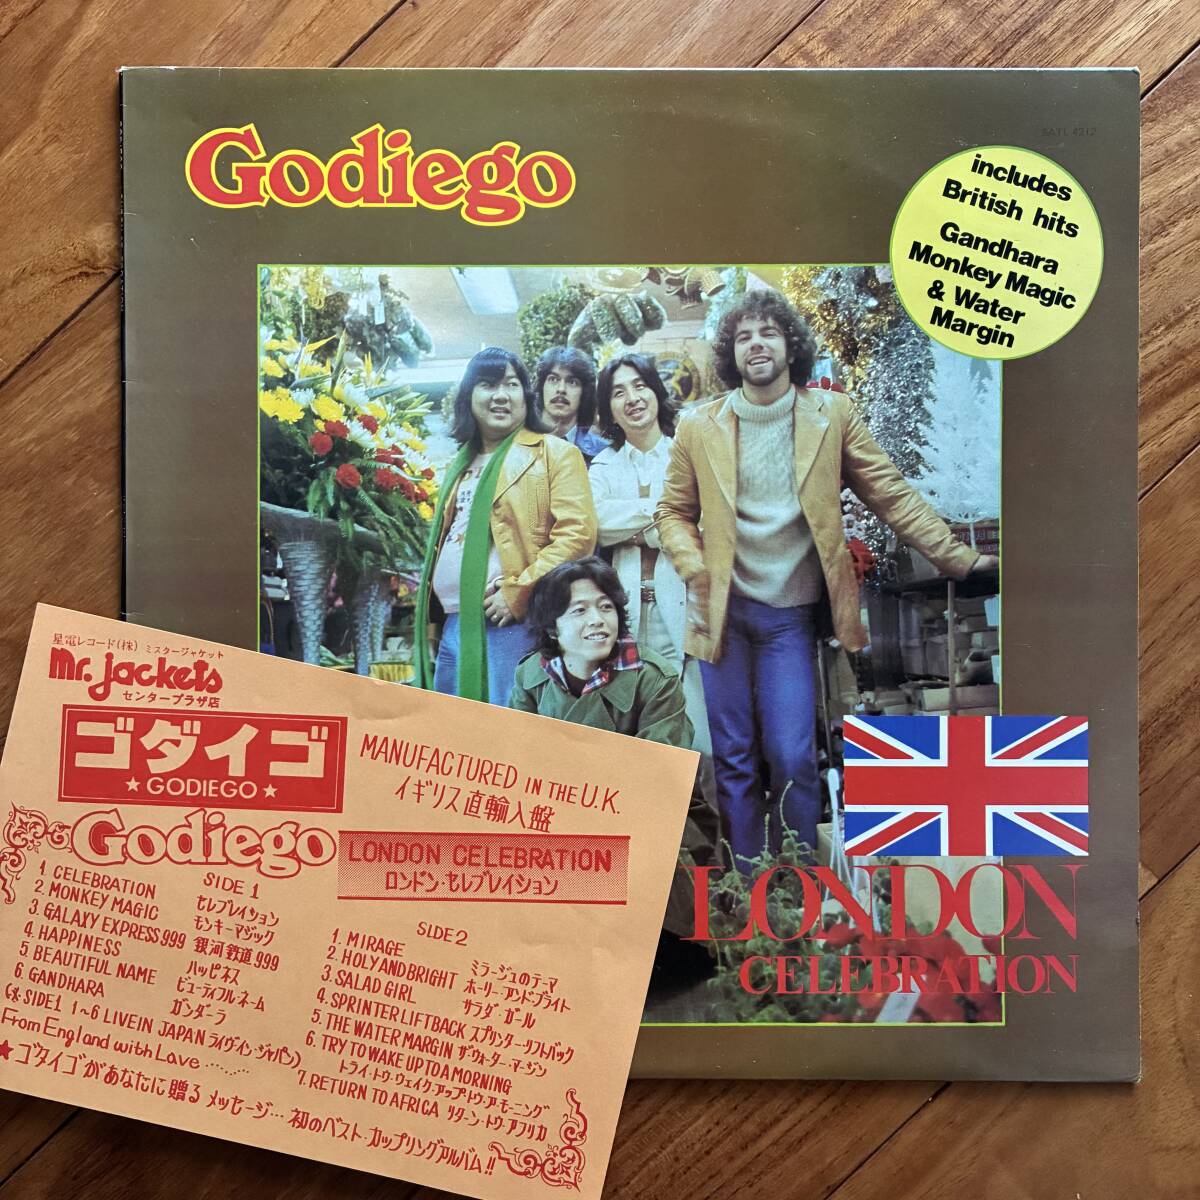 Godiego
SATL 4212
includes
British hits
Gandhara
Monkey Magic
& Water
Margin
LONDON
CELEBRATION
星電レコード(株) ミスタージャケット
Mr. Jackets
センタープラザ店
ゴダイゴ
★ GODIEGO ★
MANUFACTURED IN THE U.K.
イギリス直輸入盤
Godiego
LONDON CELEBRATION
ロンドン・セレブレイション
SIDE 1
1. CELEBRATION セレブレイション
2. MONKEY MAGIC モンキーマジック
3. GALAXY EXPRESS 999 銀河鉄道999
4. HAPPINESS ハッピネス
5. BEAUTIFUL NAME ビューティフル・ネーム
6. GANDHARA ガンダーラ
(※・SIDE1 1~6 LIVE IN JAPAN ライヴ・イン・ジャパン)
From England with Love ........
★ゴダイゴがあなたに贈る メッセージ… 初のベスト・カップリングアルバム!!
SIDE 2
1. MIRAGE ミラージュのテーマ
2. HOLY AND BRIGHT ホーリー・アンド・ブライト
3. SALAD GIRL サラダ・ガール
4. SPRINTER LIFTBACK スプリンター・リフトバック
5. THE WATER MARGIN ザ・ウォーター・マージン
6. TRY TO WAKE UP TO A MORNING
トライ・トゥ・ウェイク・アップ・トゥ・ア・モーニング
7. RETURN TO AFRICA リターン・トゥ・アフリカ